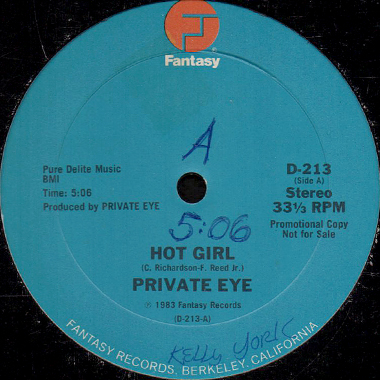 Fantasy
A
Pure Delite Music
BMI
Time: 5:06
Produced by PRIVATE EYE
D-213
(Side A)
Stereo
33⅓ RPM
Promotional Copy
Not for Sale
5:06
HOT GIRL
(C. Richardson-F. Reed Jr.)
PRIVATE EYE
℗ 1983 Fantasy Records
(D-213-A)
Kelly YORK
FANTASY RECORDS, BERKELEY, CALIFORNIA